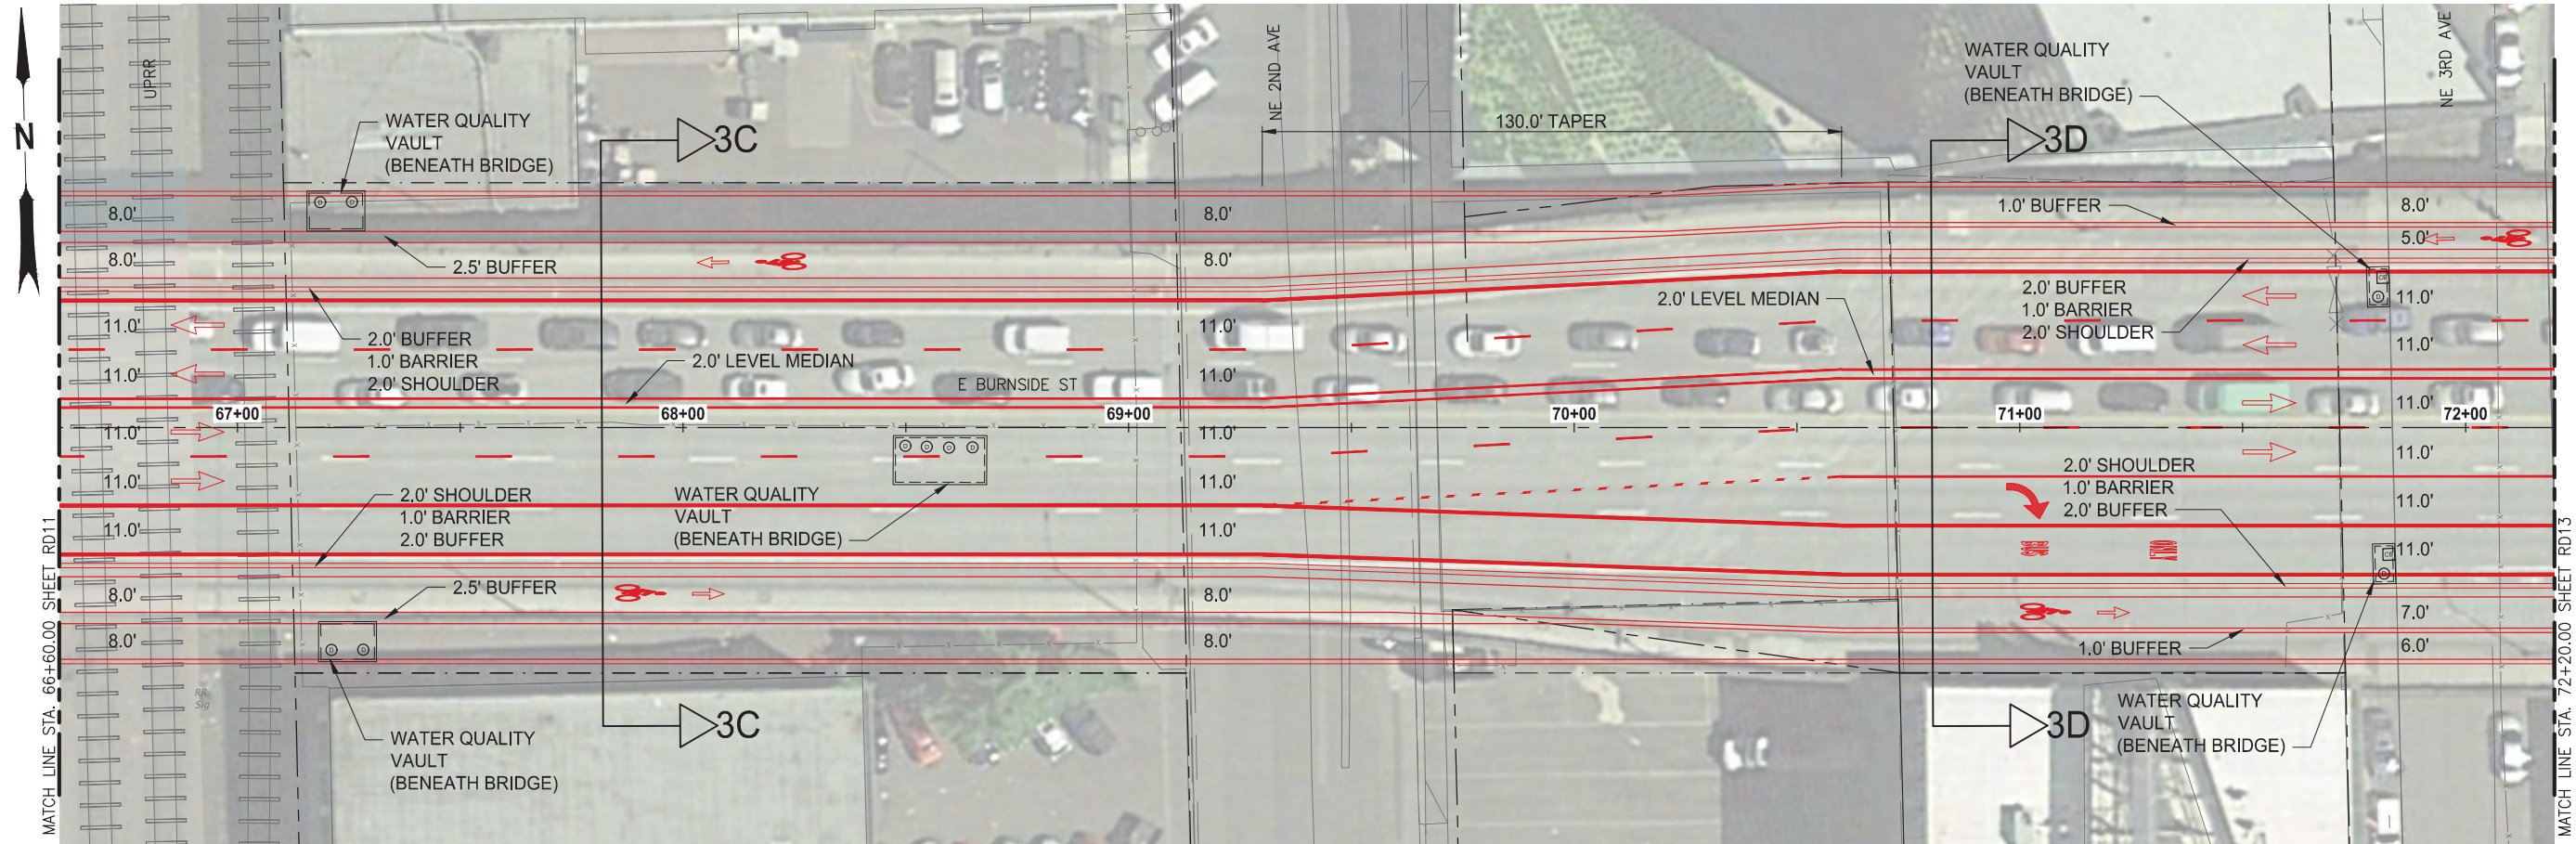 N
UPRR
WATER QUALITY
VAULT
(BENEATH BRIDGE)
3C
NE 2ND AVE
130.0' TAPER
WATER QUALITY
VAULT
(BENEATH BRIDGE)
3D
NE 3RD AVE
8.0'
8.0'
1.0' BUFFER
8.0'
5.0'
8.0'
2.5' BUFFER
8.0'
2.0' BUFFER
1.0' BARRIER
2.0' SHOULDER
11.0'
11.0'
2.0' LEVEL MEDIAN
11.0'
2.0' BUFFER
1.0' BARRIER
2.0' SHOULDER
11.0'
11.0'
2.0' LEVEL MEDIAN
E BURNSIDE ST
11.0'
11.0'
67+00
68+00
69+00
70+00
71+00
72+00
11.0'
11.0'
11.0'
11.0'
11.0'
11.0'
2.0' SHOULDER
1.0' BARRIER
2.0' BUFFER
WATER QUALITY
VAULT
(BENEATH BRIDGE)
2.0' SHOULDER
1.0' BARRIER
2.0' BUFFER
11.0'
11.0'
11.0'
BUS
ONLY
11.0'
CB
CB
8.0'
2.5' BUFFER
8.0'
7.0'
8.0'
8.0'
1.0' BUFFER
6.0'
RR
Sig
WATER QUALITY
VAULT
(BENEATH BRIDGE)
3C
3D
WATER QUALITY
VAULT
(BENEATH BRIDGE)
MATCH LINE STA. 66+60.00 SHEET RD11
MATCH LINE STA. 72+20.00 SHEET RD13